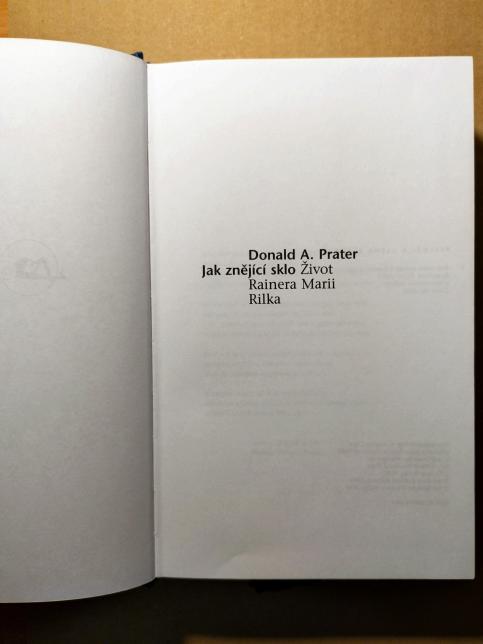 Donald A. Prater
Jak znějící sklo Život
Rainera Marii
Rilka